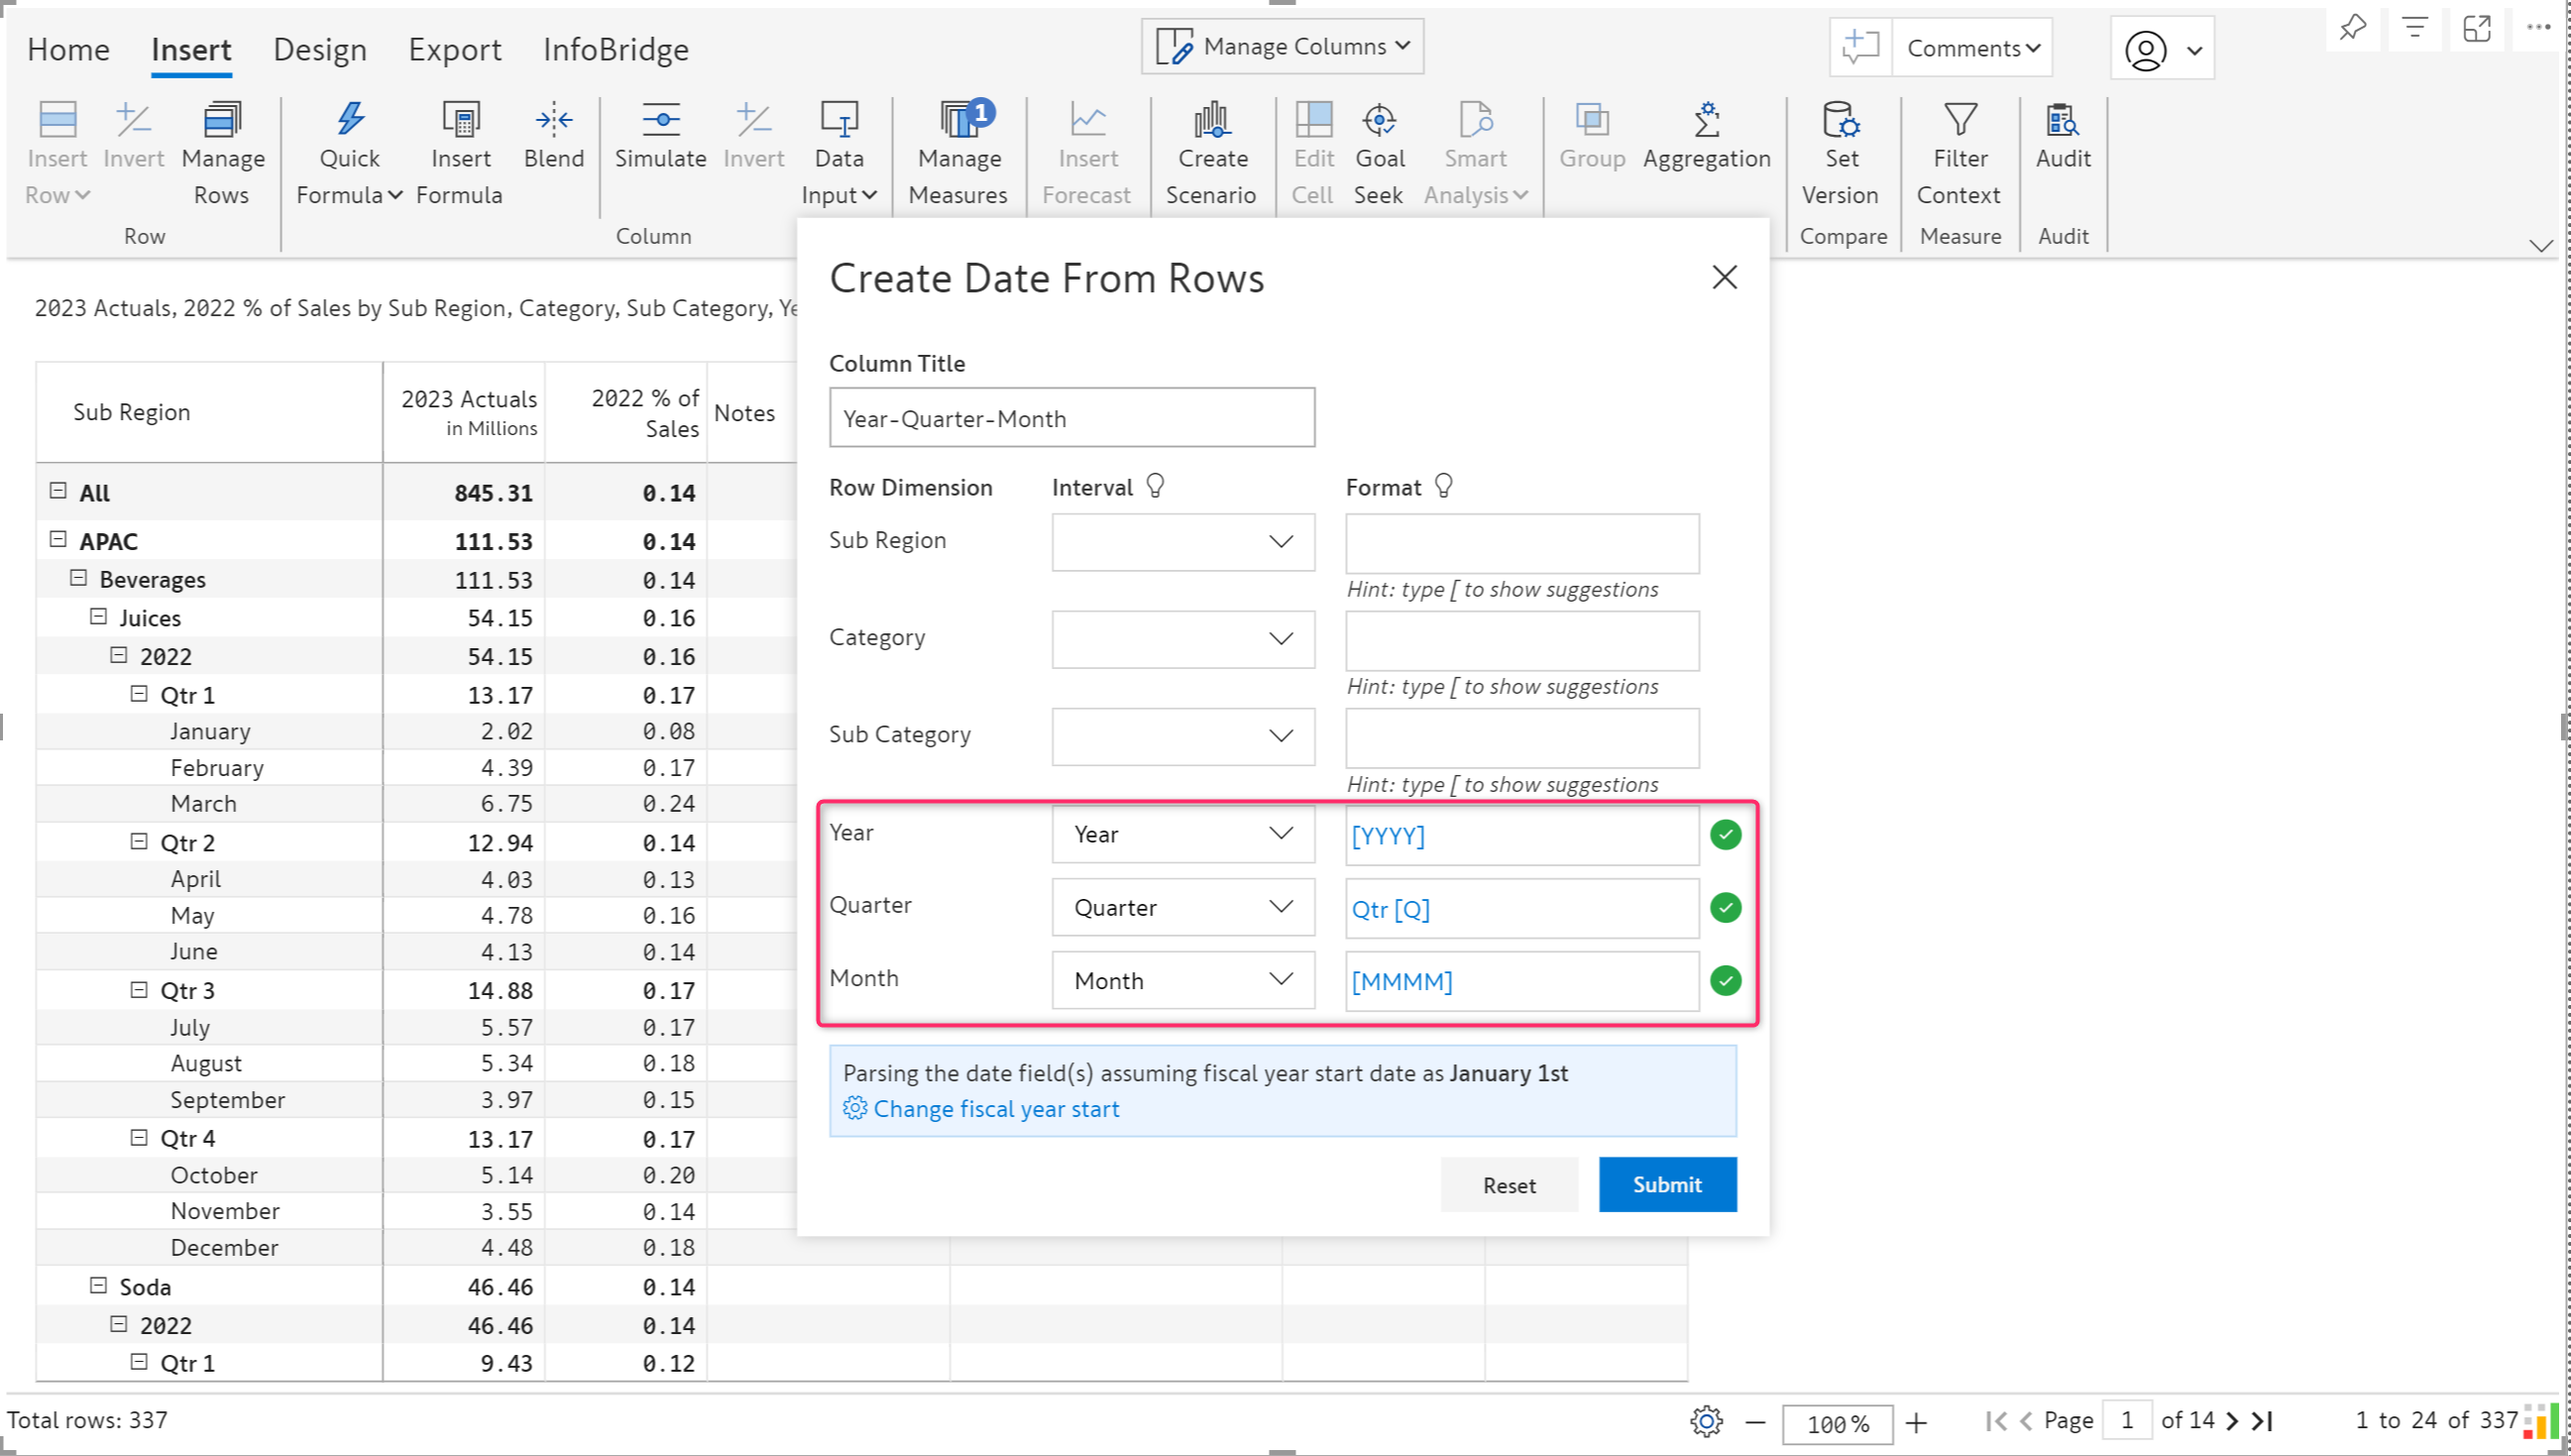 Home Insert Design Export InfoBridge Manage Columns Comments
Insert Row Invert Manage Rows Quick Formula Insert Formula Blend Simulate Invert Data Input Manage Measures 1 Insert Forecast Create Scenario Edit Cell Goal Seek Smart Analysis Group Aggregation Set Version Filter Context Audit
Row Column Compare Measure Audit
2023 Actuals, 2022 % of Sales by Sub Region, Category, Sub Category,
Sub Region 2023 Actuals in Millions 2022 % of Sales Notes
All 845.31 0.14
APAC 111.53 0.14
Beverages 111.53 0.14
Juices 54.15 0.16
2022 54.15 0.16
Qtr 1 13.17 0.17
January 2.02 0.08
February 4.39 0.17
March 6.75 0.24
Qtr 2 12.94 0.14
April 4.03 0.13
May 4.78 0.16
June 4.13 0.14
Qtr 3 14.88 0.17
July 5.57 0.17
August 5.34 0.18
September 3.97 0.15
Qtr 4 13.17 0.17
October 5.14 0.20
November 3.55 0.14
December 4.48 0.18
Soda 46.46 0.14
2022 46.46 0.14
Qtr 1 9.43 0.12
Create Date From Rows
Column Title
Year-Quarter-Month
Row Dimension Interval Format
Sub Region
Hint: type [ to show suggestions
Category
Hint: type [ to show suggestions
Sub Category
Hint: type [ to show suggestions
Year Year [YYYY]
Quarter Quarter Qtr [Q]
Month Month [MMMM]
Parsing the date field(s) assuming fiscal year start date as January 1st
Change fiscal year start
Reset Submit
Total rows: 337 100% Page 1 of 14 1 to 24 of 337